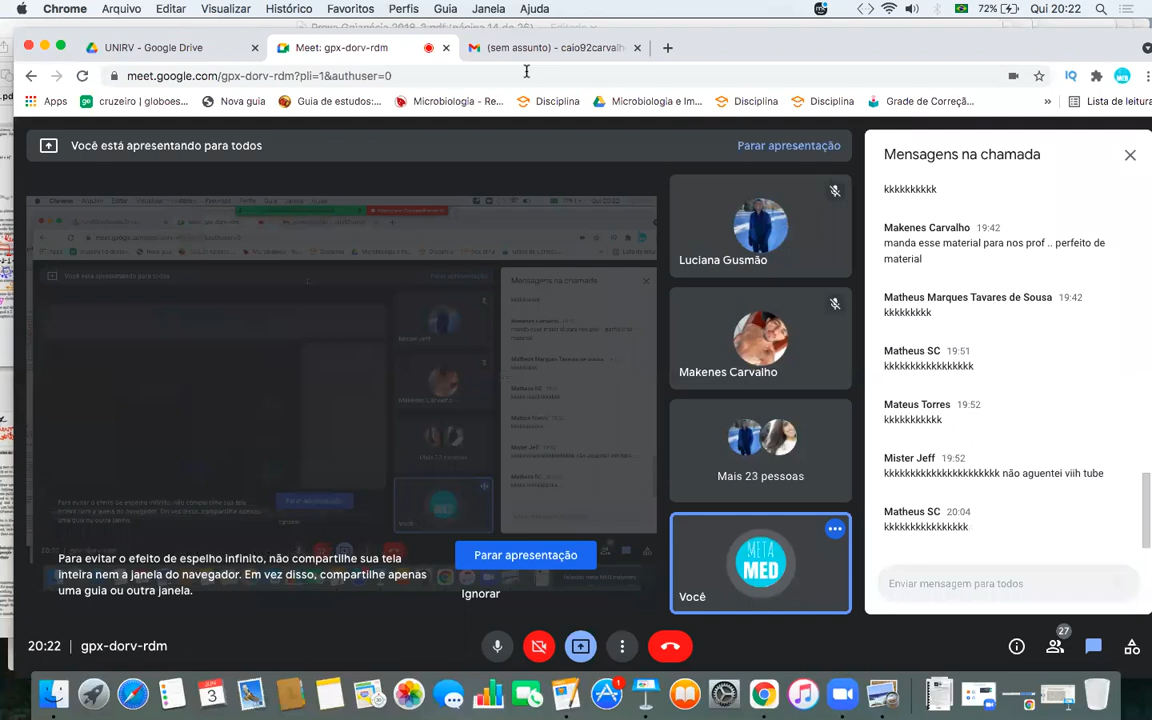 Chrome Arquivo Editar Visualizar Histórico Favoritos Perfis Guia Janela Ajuda 72% Qui 20:22
UNIRV - Google Drive
Meet: gpx-dorv-rdm
(sem assunto) - caio92carvalh
meet.google.com/gpx-dorv-rdm?pli=1&authuser=0
Apps cruzeiro | globoes... Nova guia Guia de estudos:... Microbiologia - Re... Disciplina Microbiologia e Im... Disciplina Disciplina Grade de Correçã... » Lista de leitura
Você está apresentando para todos
Parar apresentação
Luciana Gusmão
Makenes Carvalho
Mais 23 pessoas
META
MED
Você
Para evitar o efeito de espelho infinito, não compartilhe sua tela
inteira nem a janela do navegador. Em vez disso, compartilhe apenas
uma guia ou outra janela.
Parar apresentação
Ignorar
Mensagens na chamada
kkkkkkkkkk
Makenes Carvalho 19:42
manda esse material para nos prof .. perfeito de
material
Matheus Marques Tavares de Sousa 19:42
kkkkkkkkk
Matheus SC 19:51
kkkkkkkkkkkkkkkkk
Mateus Torres 19:52
kkkkkkkkkkk
Mister Jeff 19:52
kkkkkkkkkkkkkkkkkkkkkk não aguentei viih tube
Matheus SC 20:04
kkkkkkkkkkkkkkkk
Enviar mensagem para todos
20:22 | gpx-dorv-rdm
27